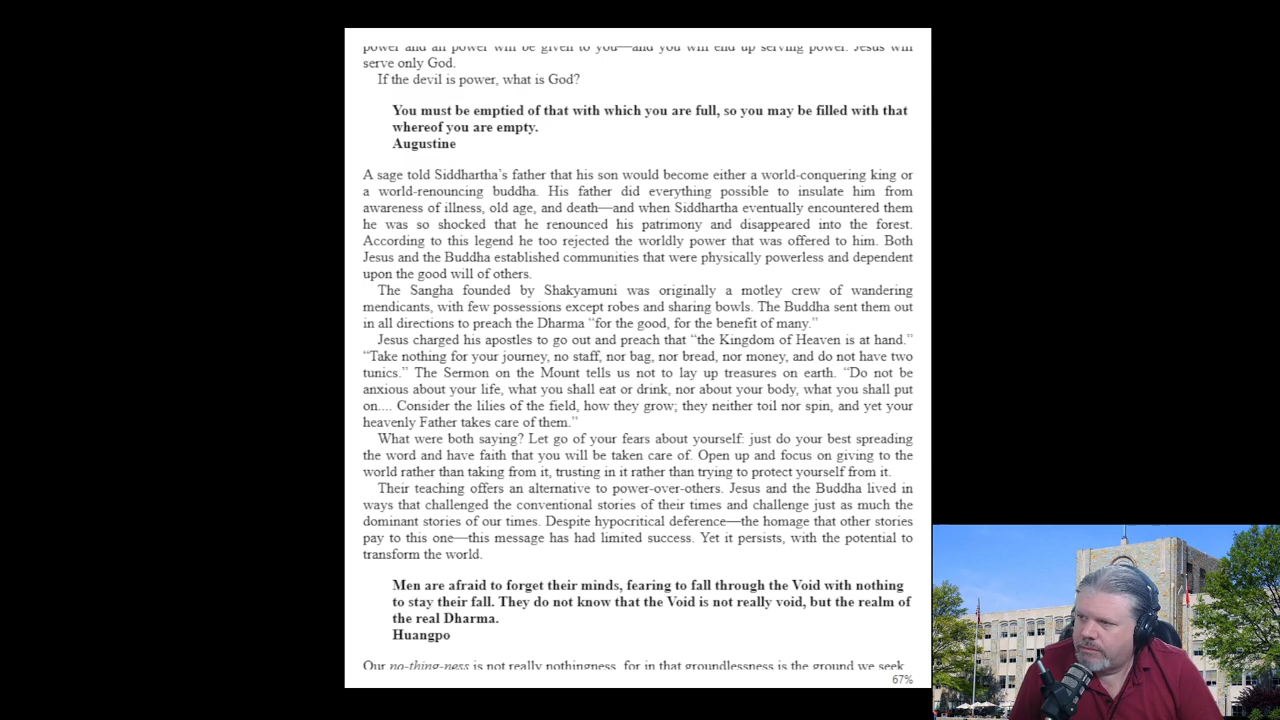 power and all power will be given to you—and you will end up serving power. Jesus will
serve only God.
If the devil is power, what is God?
You must be emptied of that with which you are full, so you may be filled with that
whereof you are empty.
Augustine
A sage told Siddhartha's father that his son would become either a world-conquering king or
a world-renouncing buddha. His father did everything possible to insulate him from
awareness of illness, old age, and death—and when Siddhartha eventually encountered them
he was so shocked that he renounced his patrimony and disappeared into the forest.
According to this legend he too rejected the worldly power that was offered to him. Both
Jesus and the Buddha established communities that were physically powerless and dependent
upon the good will of others.
The Sangha founded by Shakyamuni was originally a motley crew of wandering
mendicants, with few possessions except robes and sharing bowls. The Buddha sent them out
in all directions to preach the Dharma “for the good, for the benefit of many.”
Jesus charged his apostles to go out and preach that “the Kingdom of Heaven is at hand.”
“Take nothing for your journey, no staff, nor bag, nor bread, nor money, and do not have two
tunics.” The Sermon on the Mount tells us not to lay up treasures on earth. “Do not be
anxious about your life, what you shall eat or drink, nor about your body, what you shall put
on.... Consider the lilies of the field, how they grow; they neither toil nor spin, and yet your
heavenly Father takes care of them.”
What were both saying? Let go of your fears about yourself: just do your best spreading
the word and have faith that you will be taken care of. Open up and focus on giving to the
world rather than taking from it, trusting in it rather than trying to protect yourself from it.
Their teaching offers an alternative to power-over-others. Jesus and the Buddha lived in
ways that challenged the conventional stories of their times and challenge just as much the
dominant stories of our times. Despite hypocritical deference—the homage that other stories
pay to this one—this message has had limited success. Yet it persists, with the potential to
transform the world.
Men are afraid to forget their minds, fearing to fall through the Void with nothing
to stay their fall. They do not know that the Void is not really void, but the realm of
the real Dharma.
Huangpo
Our no-thing-ness is not really nothingness, for in that groundlessness is the ground we seek
67%